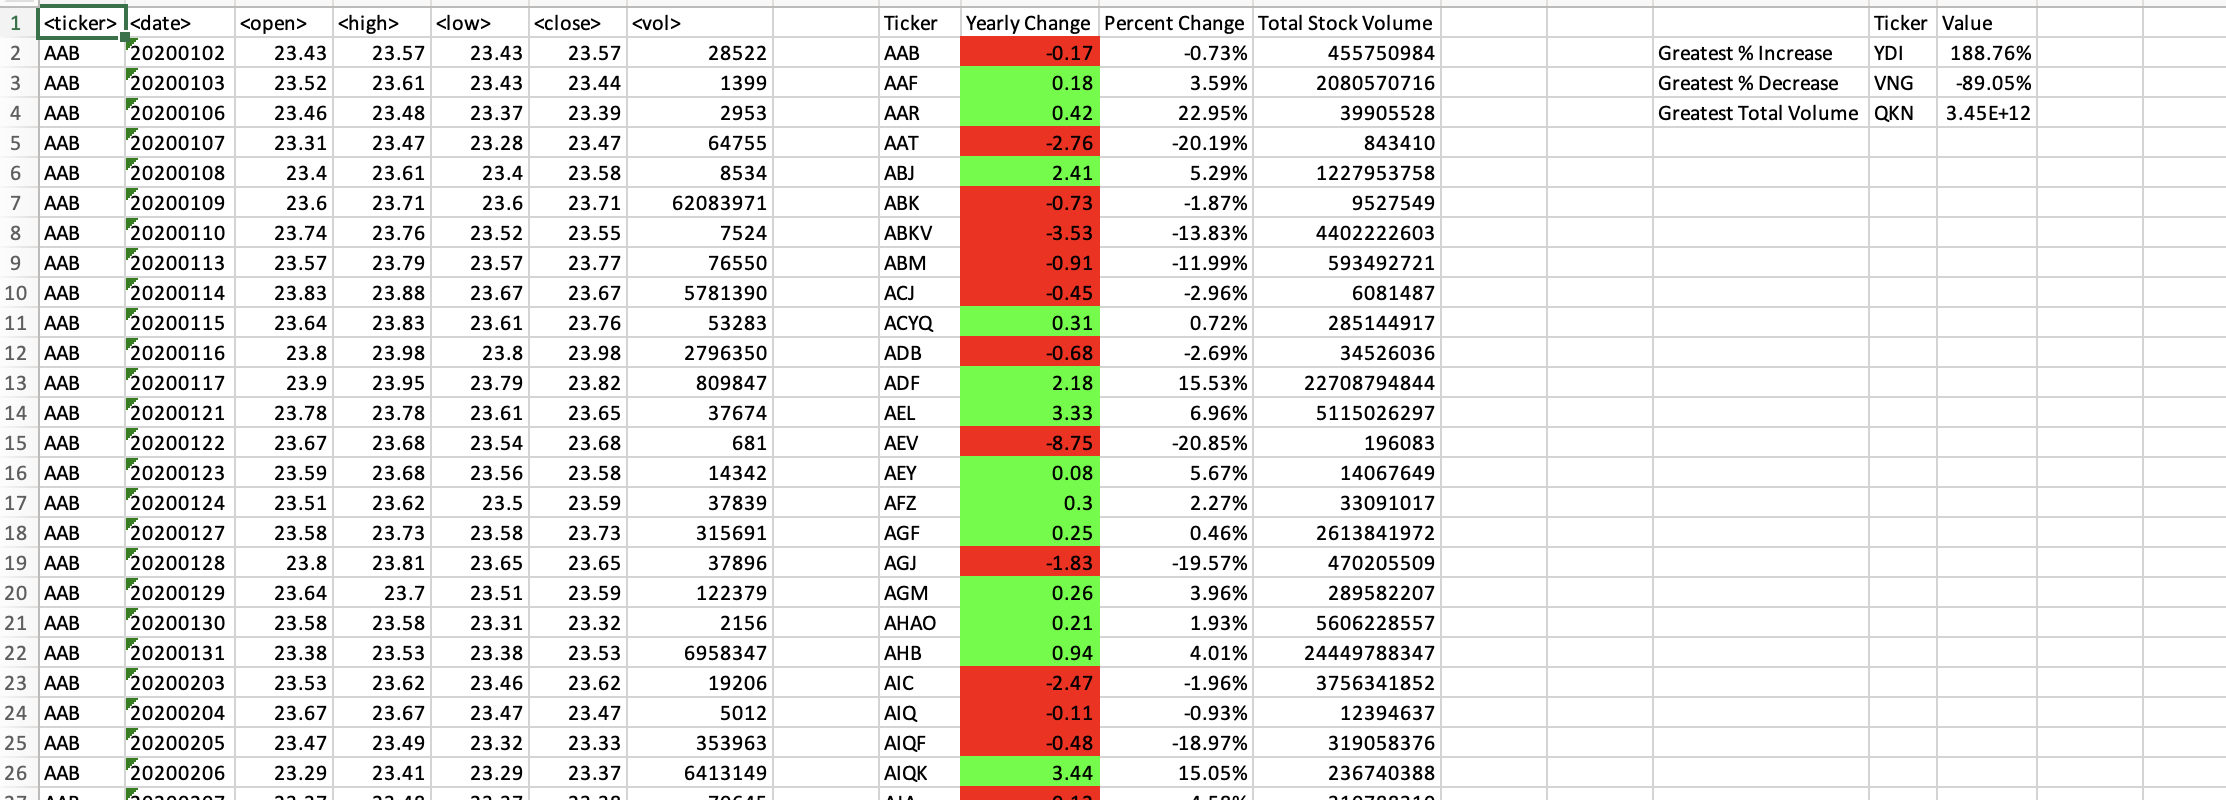 1 <ticker> <date> <open> <high> <low> <close> <vol> Ticker Yearly Change Percent Change Total Stock Volume Ticker Value
2 AAB 20200102 23.43 23.57 23.43 23.57 28522 AAB -0.17 -0.73% 455750984 Greatest % Increase YDI 188.76%
3 AAB 20200103 23.52 23.61 23.43 23.44 1399 AAF 0.18 3.59% 2080570716 Greatest % Decrease VNG -89.05%
4 AAB 20200106 23.46 23.48 23.37 23.39 2953 AAR 0.42 22.95% 39905528 Greatest Total Volume QKN 3.45E+12
5 AAB 20200107 23.31 23.47 23.28 23.47 64755 AAT -2.76 -20.19% 843410
6 AAB 20200108 23.4 23.61 23.4 23.58 8534 ABJ 2.41 5.29% 1227953758
7 AAB 20200109 23.6 23.71 23.6 23.71 62083971 ABK -0.73 -1.87% 9527549
8 AAB 20200110 23.74 23.76 23.52 23.55 7524 ABKV -3.53 -13.83% 4402222603
9 AAB 20200113 23.57 23.79 23.57 23.77 76550 ABM -0.91 -11.99% 593492721
10 AAB 20200114 23.83 23.88 23.67 23.67 5781390 ACJ -0.45 -2.96% 6081487
11 AAB 20200115 23.64 23.83 23.61 23.76 53283 ACYQ 0.31 0.72% 285144917
12 AAB 20200116 23.8 23.98 23.8 23.98 2796350 ADB -0.68 -2.69% 34526036
13 AAB 20200117 23.9 23.95 23.79 23.82 809847 ADF 2.18 15.53% 22708794844
14 AAB 20200121 23.78 23.78 23.61 23.65 37674 AEL 3.33 6.96% 5115026297
15 AAB 20200122 23.67 23.68 23.54 23.68 681 AEV -8.75 -20.85% 196083
16 AAB 20200123 23.59 23.68 23.56 23.58 14342 AEY 0.08 5.67% 14067649
17 AAB 20200124 23.51 23.62 23.5 23.59 37839 AFZ 0.3 2.27% 33091017
18 AAB 20200127 23.58 23.73 23.58 23.73 315691 AGF 0.25 0.46% 2613841972
19 AAB 20200128 23.8 23.81 23.65 23.65 37896 AGJ -1.83 -19.57% 470205509
20 AAB 20200129 23.64 23.7 23.51 23.59 122379 AGM 0.26 3.96% 289582207
21 AAB 20200130 23.58 23.58 23.31 23.32 2156 AHAO 0.21 1.93% 5606228557
22 AAB 20200131 23.38 23.53 23.38 23.53 6958347 AHB 0.94 4.01% 24449788347
23 AAB 20200203 23.53 23.62 23.46 23.62 19206 AIC -2.47 -1.96% 3756341852
24 AAB 20200204 23.67 23.67 23.47 23.47 5012 AIQ -0.11 -0.93% 12394637
25 AAB 20200205 23.47 23.49 23.32 23.33 353963 AIQF -0.48 -18.97% 319058376
26 AAB 20200206 23.29 23.41 23.29 23.37 6413149 AIQK 3.44 15.05% 236740388